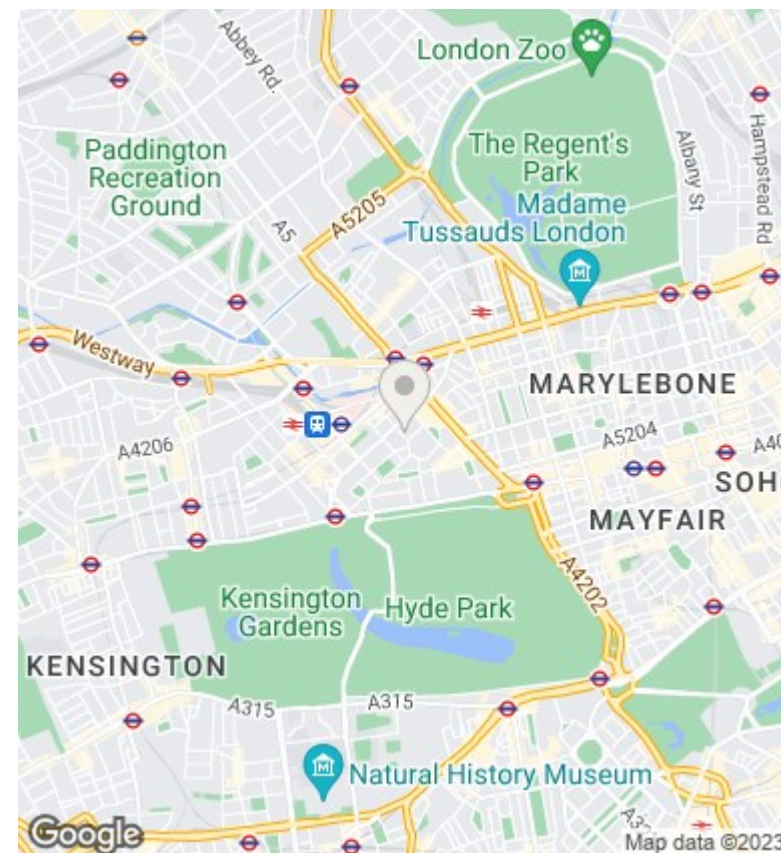 London Zoo
Abbey Rd.
The Regent's
Park
Albany St
Hampstead Rd
Paddington
Recreation
Ground
Madame
Tussauds London
A5
A5205
Westway
MARYLEBONE
A4206
A5204
SOH
MAYFAIR
A4202
Kensington
Gardens
Hyde Park
KENSINGTON
A315
A315
Natural History Museum
Google
Map data ©2023